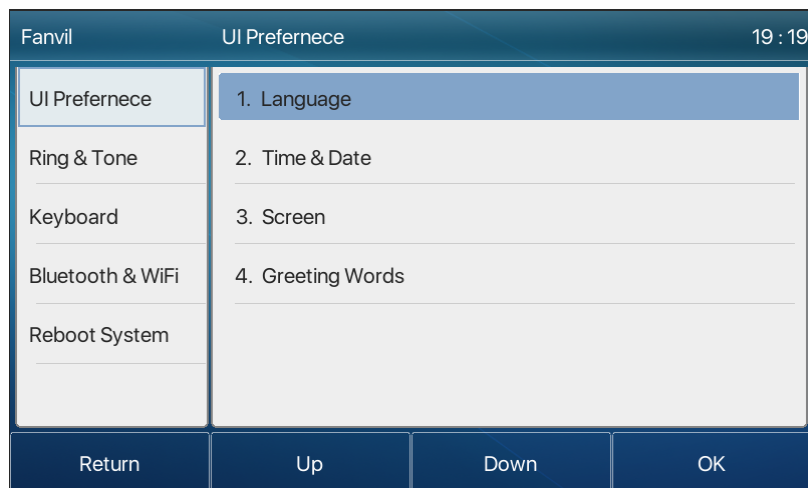 Fanvil UI Prefernece 19 : 19
UI Prefernece
Ring & Tone
Keyboard
Bluetooth & WiFi
Reboot System
1. Language
2. Time & Date
3. Screen
4. Greeting Words
Return Up Down OK